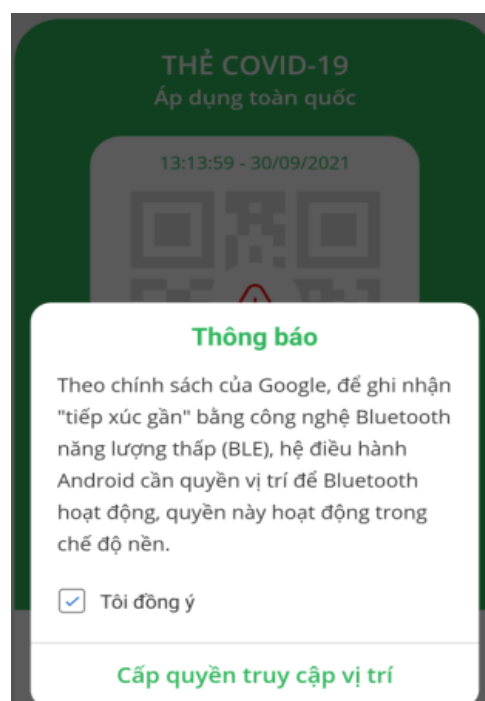 THẺ COVID-19
Áp dụng toàn quốc
13:13:59 - 30/09/2021
Thông báo
Theo chính sách của Google, để ghi nhận
"tiếp xúc gần" bằng công nghệ Bluetooth
năng lượng thấp (BLE), hệ điều hành
Android cần quyền vị trí để Bluetooth
hoạt động, quyền này hoạt động trong
chế độ nền.
Tôi đồng ý
Cấp quyền truy cập vị trí